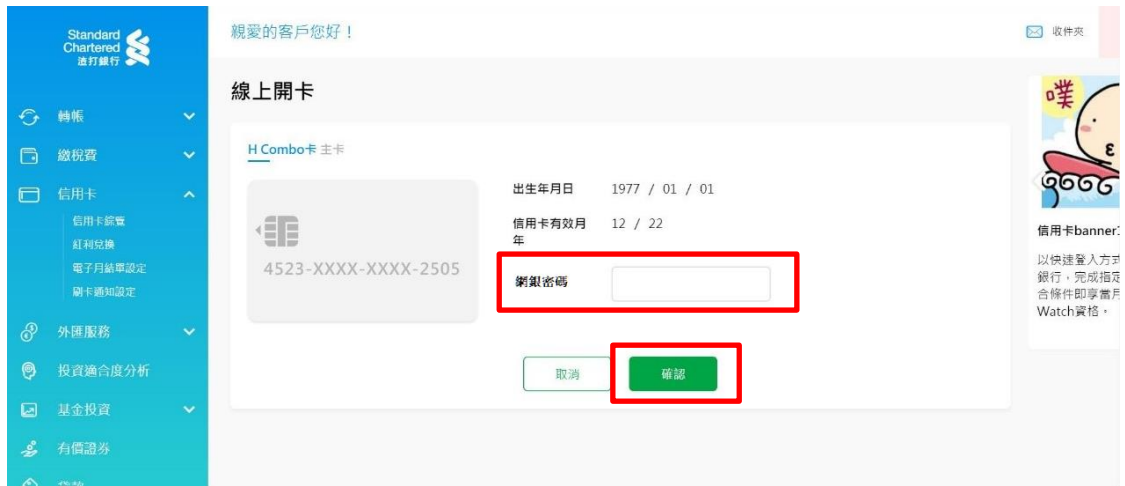 Standard
Chartered
渣打銀行
親愛的客戶您好！
收件夾
線上開卡
轉帳
繳稅費
信用卡
信用卡綜覽
紅利兌換
電子月結單設定
刷卡通知設定
外匯服務
投資適合度分析
基金投資
有價證券
H Combo卡 主卡
4523-XXXX-XXXX-2505
出生年月日 1977 / 01 / 01
信用卡有效月
年 12 / 22
網銀密碼
取消
確認
噗
信用卡banner
以快速登入方式
銀行，完成指定
合條件即享當月
Watch資格。